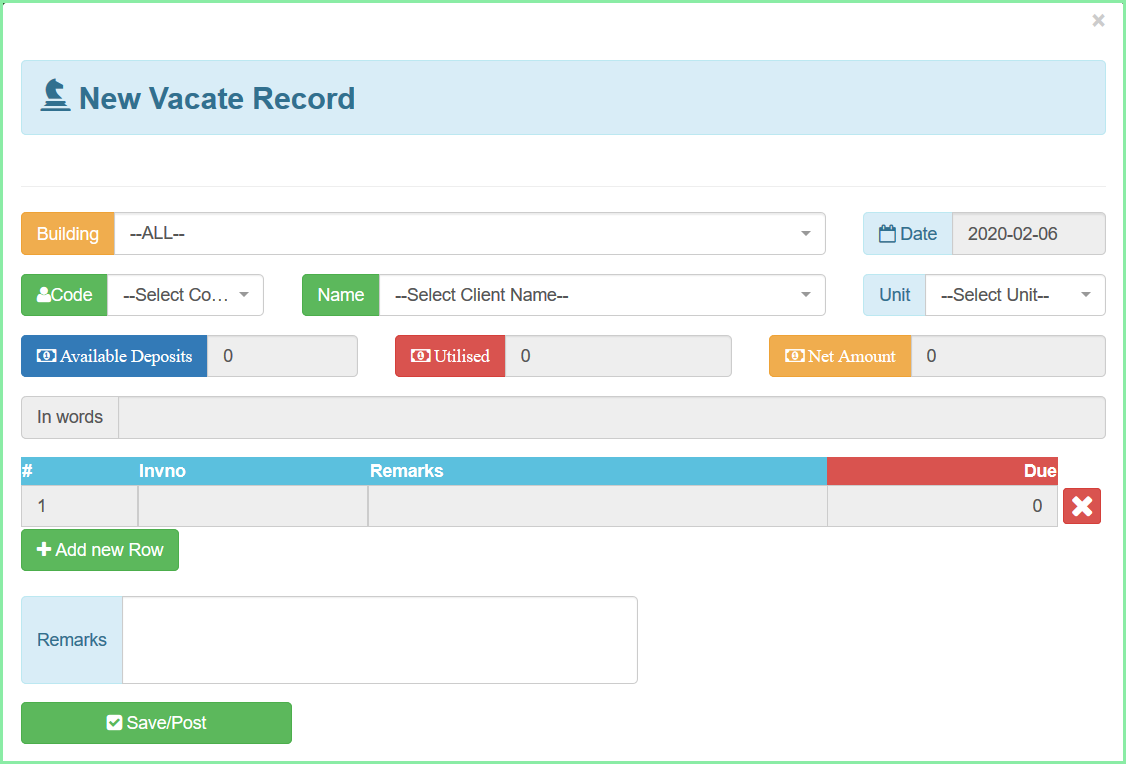 ×
New Vacate Record
Building --ALL-- Date 2020-02-06
Code --Select Co… Name --Select Client Name-- Unit --Select Unit--
Available Deposits 0 Utilised 0 Net Amount 0
In words
# Invno Remarks Due
1 0
Add new Row
Remarks
Save/Post